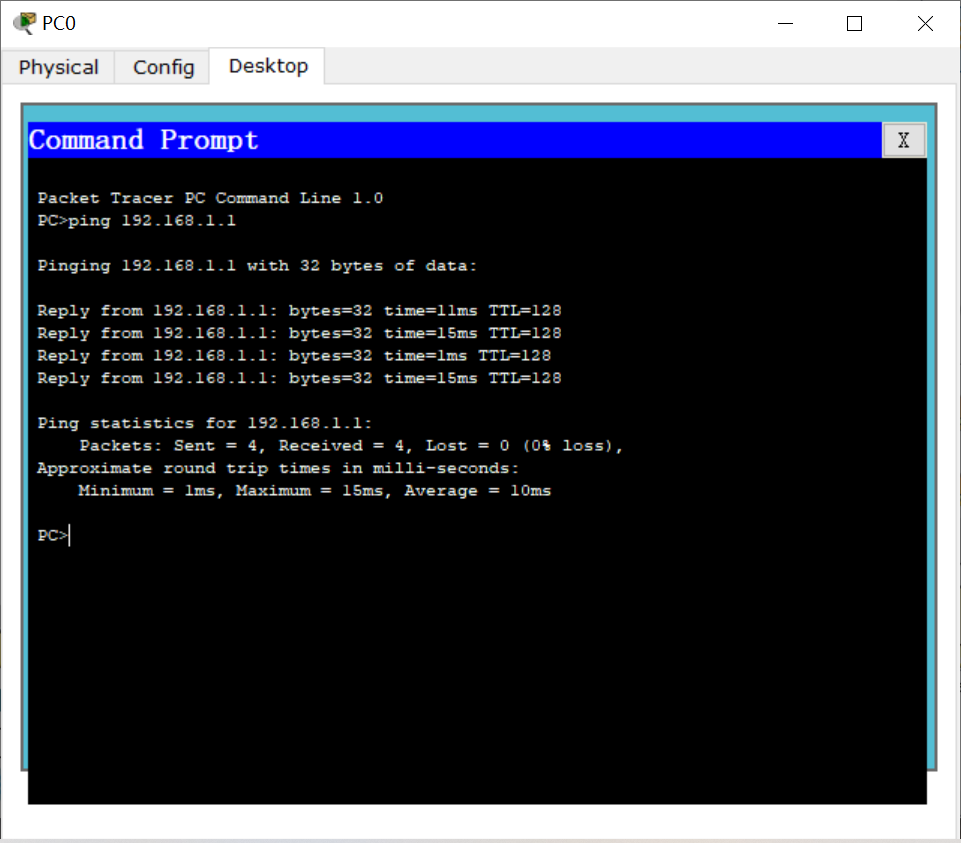 PC0
Physical Config Desktop
Command Prompt X
Packet Tracer PC Command Line 1.0
PC>ping 192.168.1.1
Pinging 192.168.1.1 with 32 bytes of data:
Reply from 192.168.1.1: bytes=32 time=11ms TTL=128
Reply from 192.168.1.1: bytes=32 time=15ms TTL=128
Reply from 192.168.1.1: bytes=32 time=1ms TTL=128
Reply from 192.168.1.1: bytes=32 time=15ms TTL=128
Ping statistics for 192.168.1.1:
    Packets: Sent = 4, Received = 4, Lost = 0 (0% loss),
Approximate round trip times in milli-seconds:
    Minimum = 1ms, Maximum = 15ms, Average = 10ms
PC>